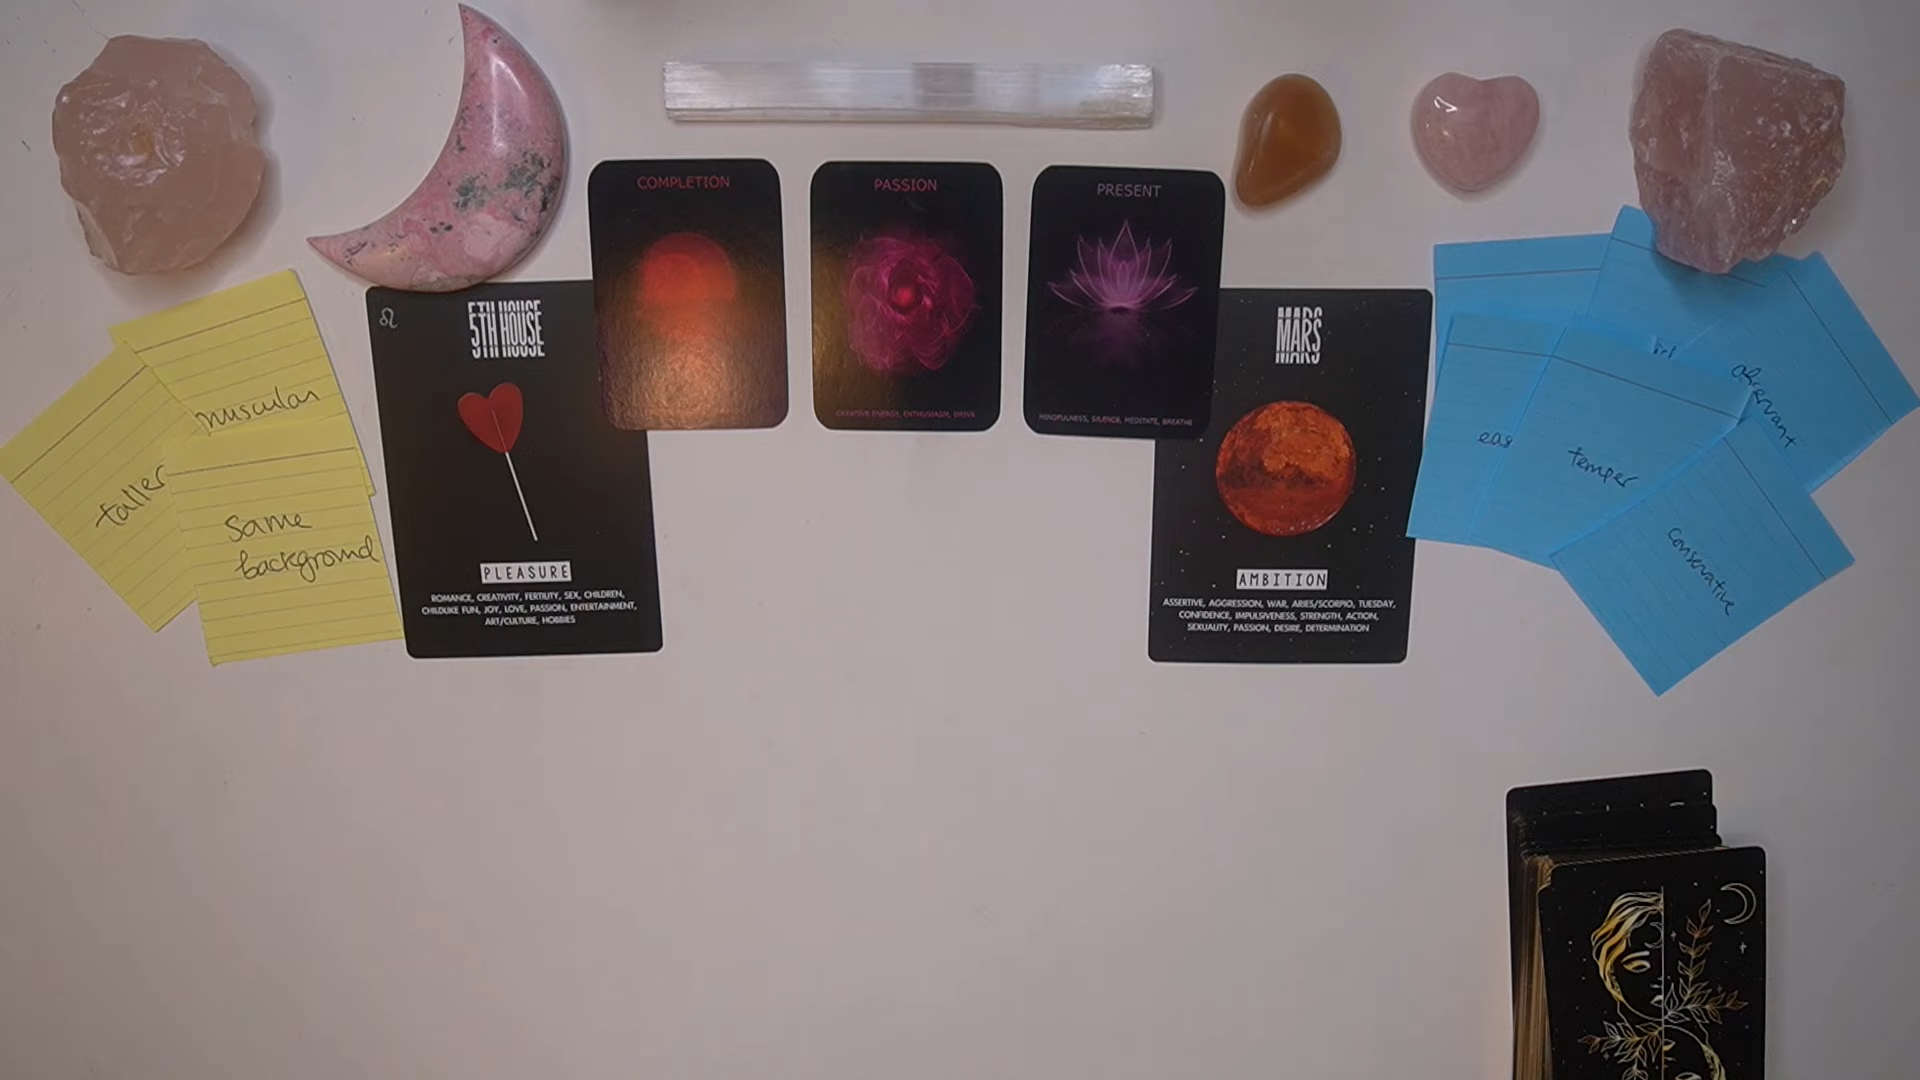 COMPLETION
PASSION
CREATIVE ENERGY, ENTHUSIASM, DRIVE
PRESENT
MINDFULNESS, SILENCE, MEDITATE, BREATHE
muscular
taller
same
background
5TH HOUSE
PLEASURE
ROMANCE, CREATIVITY, FERTILITY, SEX, CHILDREN,
CHILDLIKE FUN, JOY, LOVE, PASSION, ENTERTAINMENT,
ART/CULTURE, HOBBIES
MARS
AMBITION
ASSERTIVE, AGGRESSION, WAR, ARIES/SCORPIO, TUESDAY,
CONFIDENCE, IMPULSIVENESS, STRENGTH, ACTION,
SEXUALITY, PASSION, DESIRE, DETERMINATION
observant
eas
temper
conservative